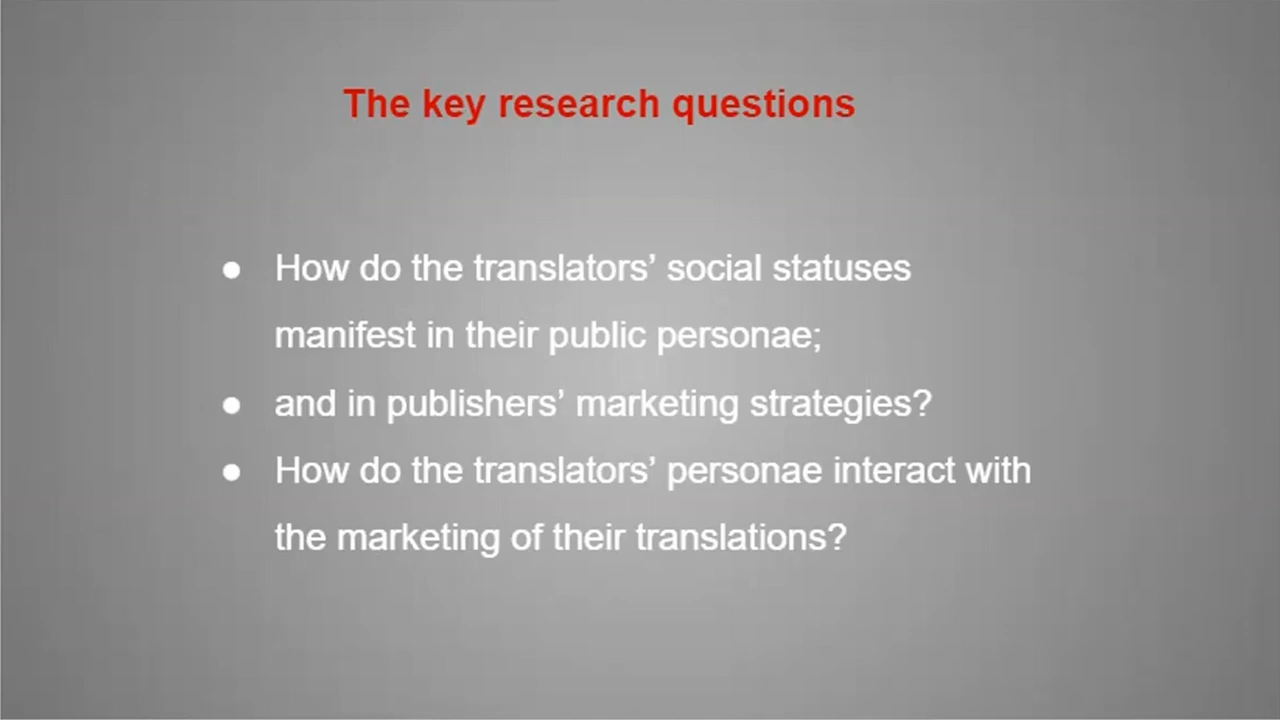 The key research questions
● How do the translators’ social statuses
manifest in their public personae;
● and in publishers’ marketing strategies?
● How do the translators’ personae interact with
the marketing of their translations?